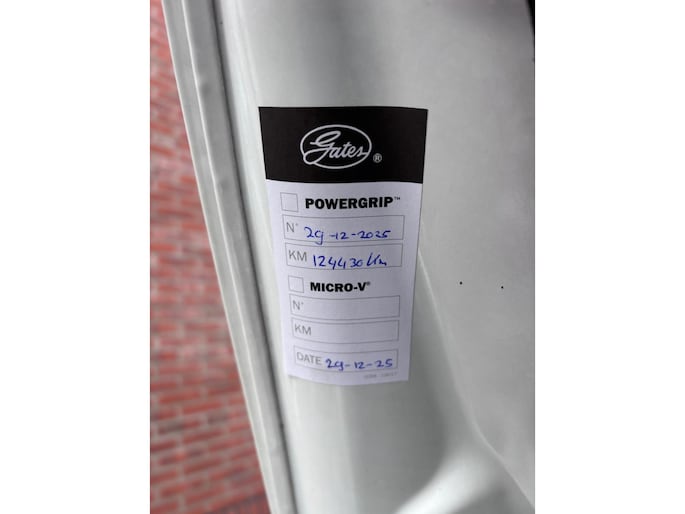 Gates®
POWERGRIP™
N° 29-12-2025
KM 124430 Km
MICRO-V®
N°
KM
DATE 29-12-25